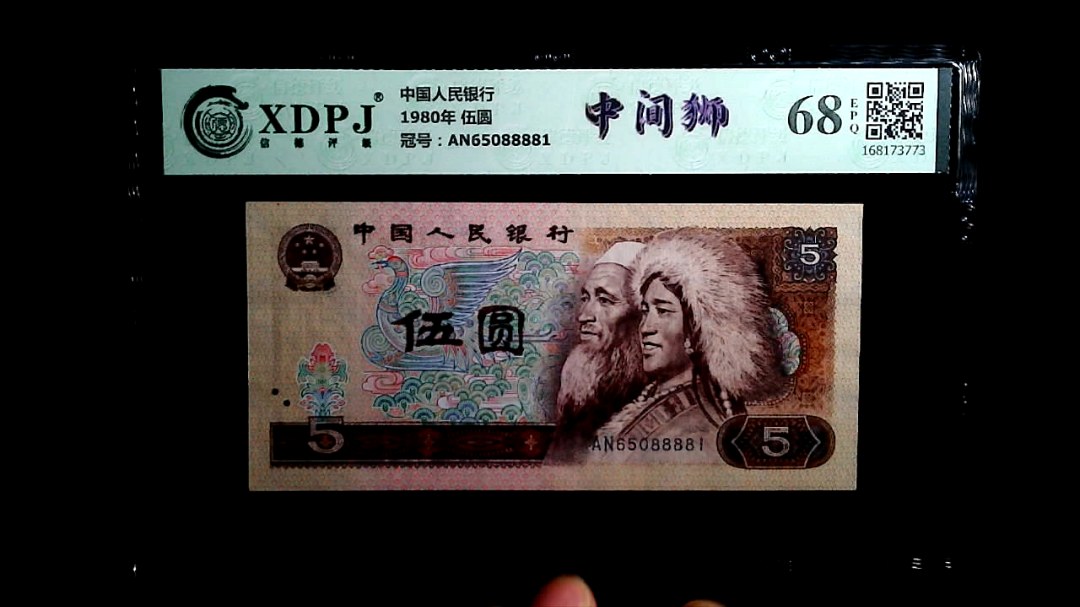 XDPJ®
信德评级
中国人民银行
1980年 伍圆
冠号：AN65088881
中间狮
68
EPQ
168173773
中国人民银行
5
伍圆
5
AN65088881
5